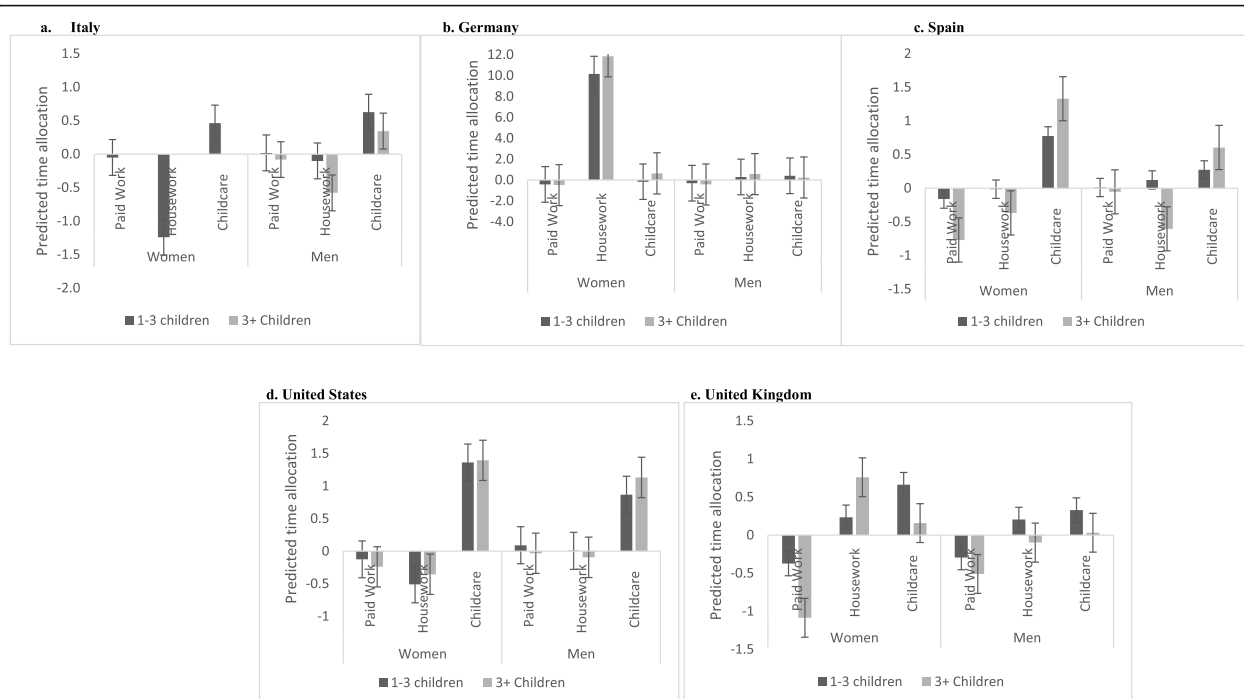 a. Italy
1.5
1.0
0.5
0.0
-0.5
-1.0
-1.5
-2.0
Predicted time allocation
Paid Work
Housework
Childcare
Paid Work
Housework
Childcare
Women
Men
1-3 children
3+ Children
b. Germany
12.0
10.0
8.0
6.0
4.0
2.0
0.0
-2.0
-4.0
Predicted time allocation
Paid Work
Housework
Childcare
Paid Work
Housework
Childcare
Women
Men
1-3 children
3+ Children
c. Spain
2
1.5
1
0.5
0
-0.5
-1
-1.5
Predicted time allocation
Paid Work
Housework
Childcare
Paid Work
Housework
Childcare
Women
Men
1-3 children
3+ Children
d. United States
2
1.5
1
0.5
0
-0.5
-1
Predicted time allocation
Paid Work
Housework
Childcare
Paid Work
Housework
Childcare
Women
Men
1-3 children
3+ Children
e. United Kingdom
1.5
1
0.5
0
-0.5
-1
-1.5
Predicted time allocation
Paid Work
Housework
Childcare
Paid Work
Housework
Childcare
Women
Men
1-3 children
3+ Children